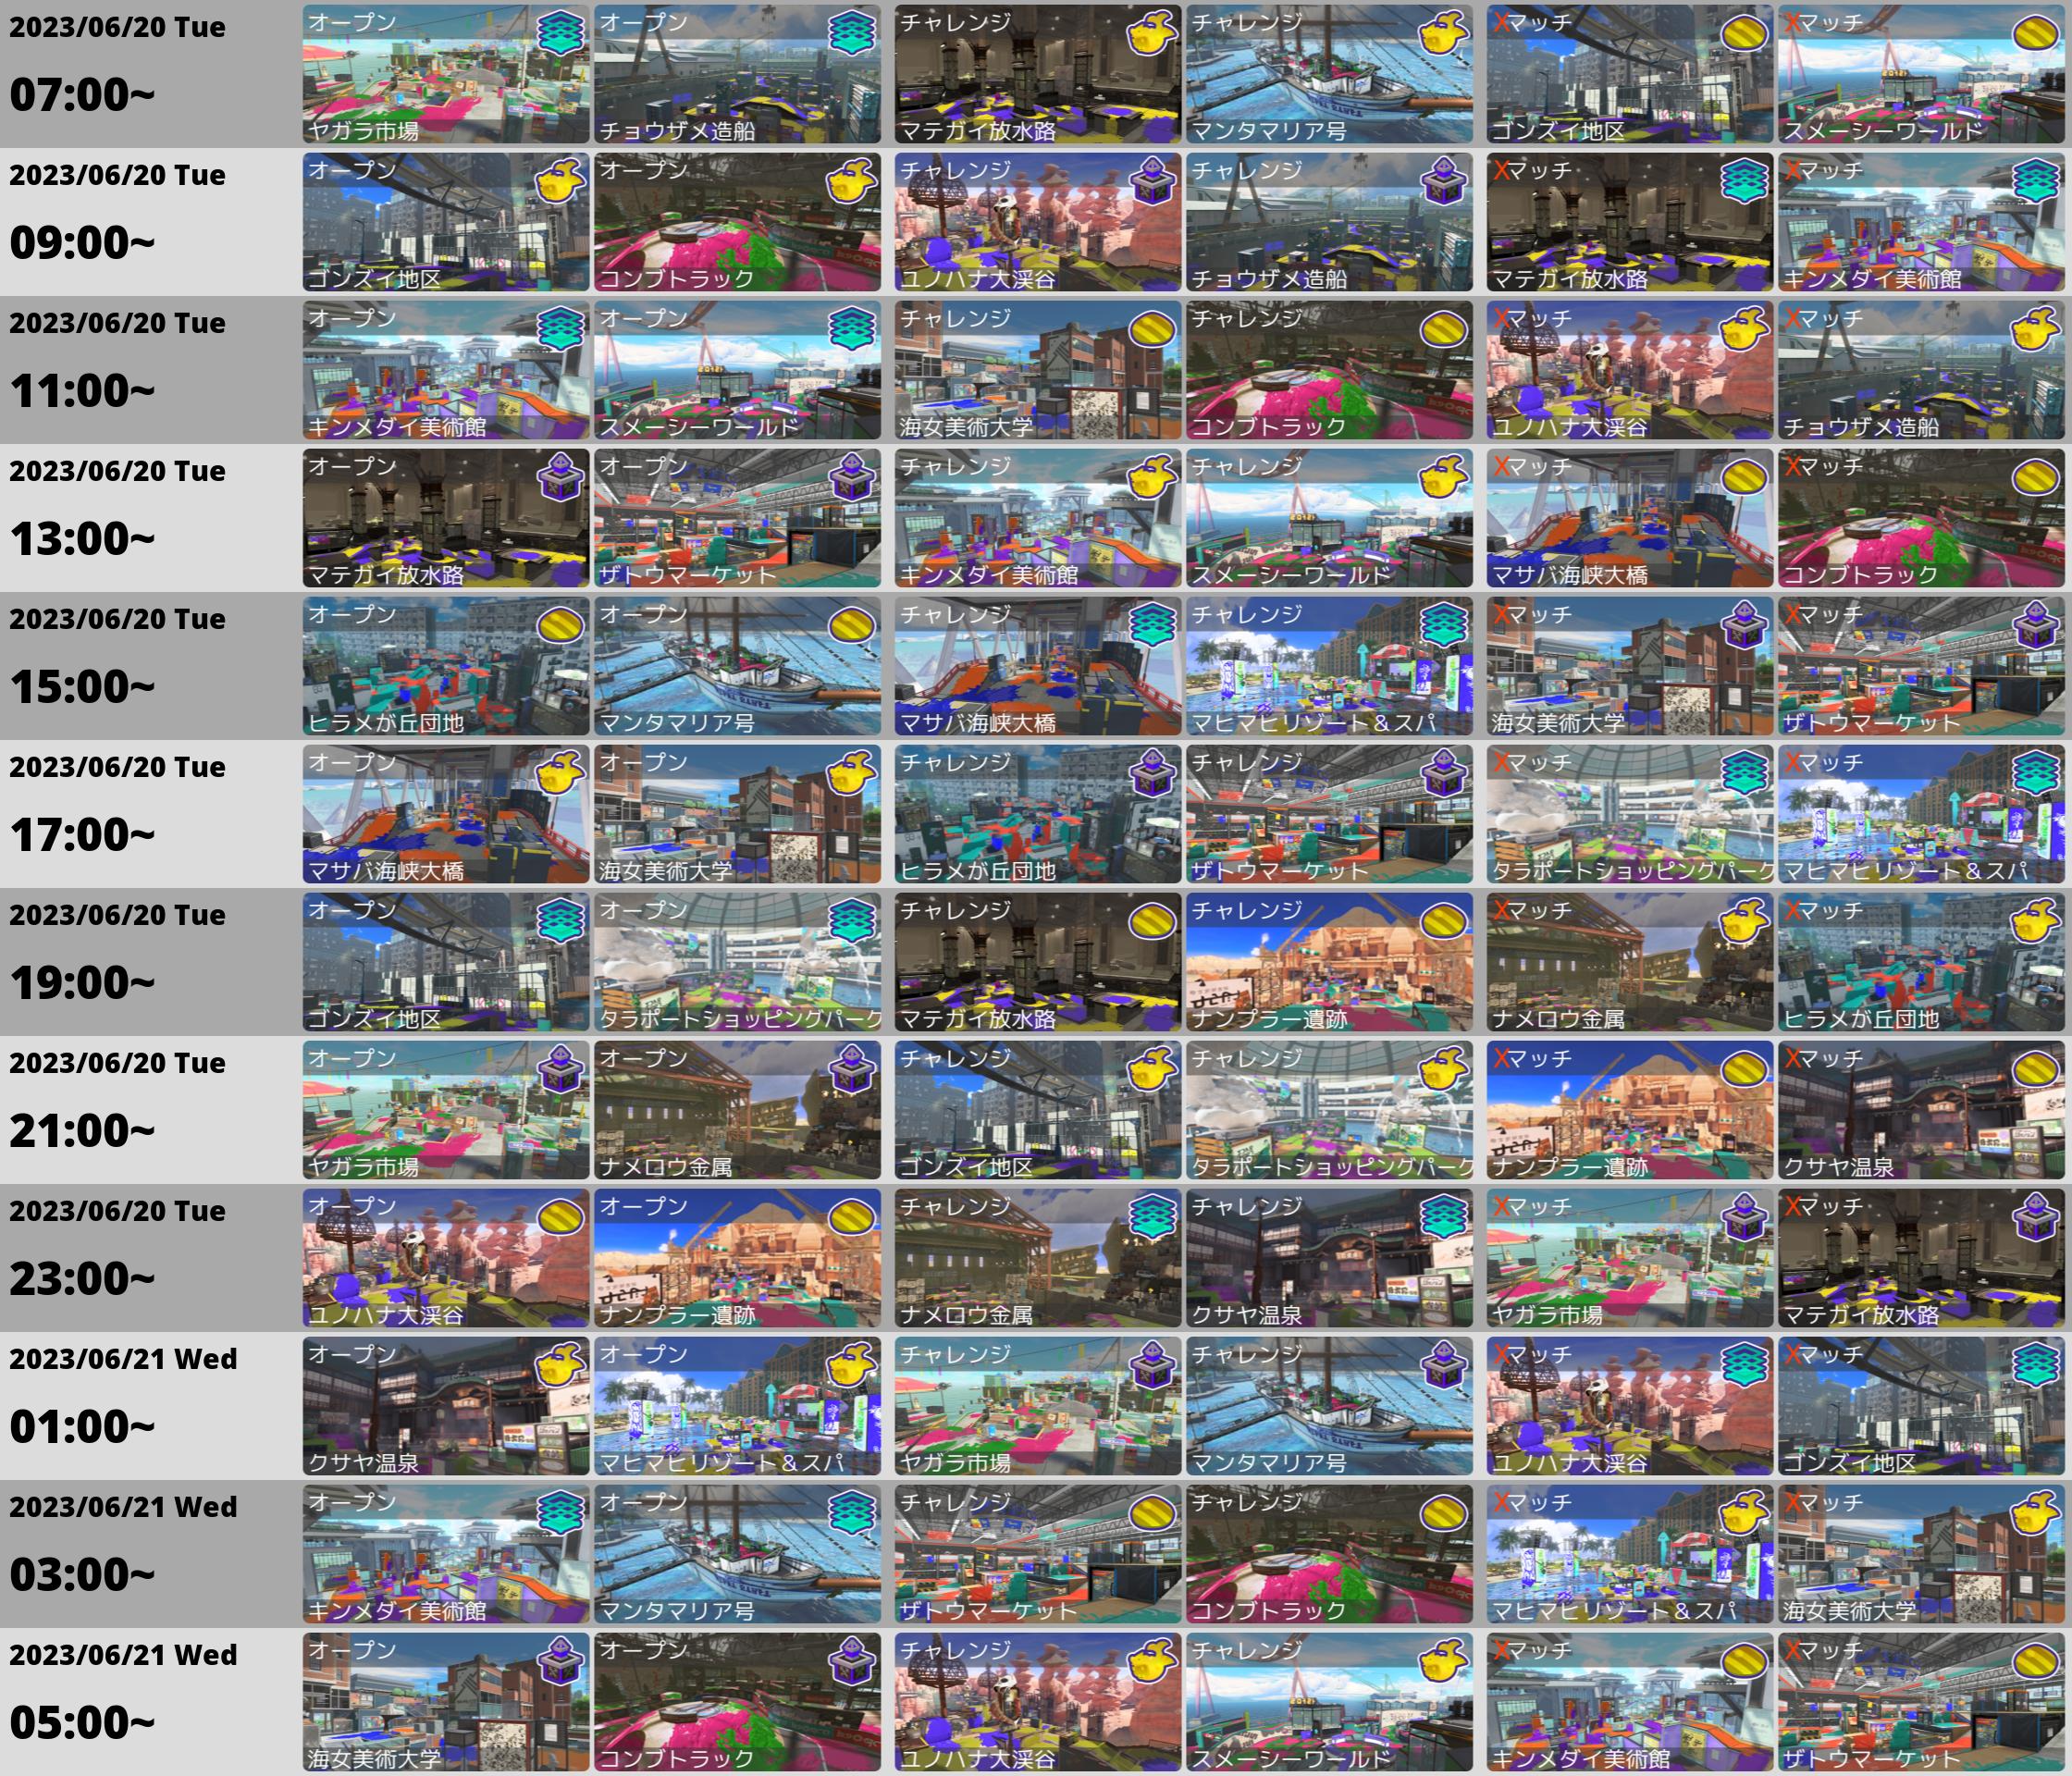 2023/06/20 Tue
07:00~
オープン オープン チャレンジ チャレンジ Xマッチ Xマッチ
ヤガラ市場 チョウザメ造船 マテガイ放水路 マンタマリア号 ゴンズイ地区 スメーシーワールド
2023/06/20 Tue
09:00~
オープン オープン チャレンジ チャレンジ Xマッチ Xマッチ
ゴンズイ地区 コンブトラック ユノハナ大渓谷 チョウザメ造船 マテガイ放水路 キンメダイ美術館
2023/06/20 Tue
11:00~
オープン オープン チャレンジ チャレンジ Xマッチ Xマッチ
キンメダイ美術館 スメーシーワールド 海女美術大学 コンブトラック ユノハナ大渓谷 チョウザメ造船
2023/06/20 Tue
13:00~
オープン オープン チャレンジ チャレンジ Xマッチ Xマッチ
マテガイ放水路 ザトウマーケット キンメダイ美術館 スメーシーワールド マサバ海峡大橋 コンブトラック
2023/06/20 Tue
15:00~
オープン オープン チャレンジ チャレンジ Xマッチ Xマッチ
ヒラメが丘団地 マンタマリア号 マサバ海峡大橋 マヒマヒリゾート＆スパ 海女美術大学 ザトウマーケット
2023/06/20 Tue
17:00~
オープン オープン チャレンジ チャレンジ Xマッチ Xマッチ
マサバ海峡大橋 海女美術大学 ヒラメが丘団地 ザトウマーケット タラポートショッピングパーク マヒマヒリゾート＆スパ
2023/06/20 Tue
19:00~
オープン オープン チャレンジ チャレンジ Xマッチ Xマッチ
ゴンズイ地区 タラポートショッピングパーク マテガイ放水路 ナンプラー遺跡 ナメロウ金属 ヒラメが丘団地
2023/06/20 Tue
21:00~
オープン オープン チャレンジ チャレンジ Xマッチ Xマッチ
ヤガラ市場 ナメロウ金属 ゴンズイ地区 タラポートショッピングパーク ナンプラー遺跡 クサヤ温泉
2023/06/20 Tue
23:00~
オープン オープン チャレンジ チャレンジ Xマッチ Xマッチ
ユノハナ大渓谷 ナンプラー遺跡 ナメロウ金属 クサヤ温泉 ヤガラ市場 マテガイ放水路
2023/06/21 Wed
01:00~
オープン オープン チャレンジ チャレンジ Xマッチ Xマッチ
クサヤ温泉 マヒマヒリゾート＆スパ ヤガラ市場 マンタマリア号 ユノハナ大渓谷 ゴンズイ地区
2023/06/21 Wed
03:00~
オープン オープン チャレンジ チャレンジ Xマッチ Xマッチ
キンメダイ美術館 マンタマリア号 ザトウマーケット コンブトラック マヒマヒリゾート＆スパ 海女美術大学
2023/06/21 Wed
05:00~
オープン オープン チャレンジ チャレンジ Xマッチ Xマッチ
海女美術大学 コンブトラック ユノハナ大渓谷 スメーシーワールド キンメダイ美術館 ザトウマーケット